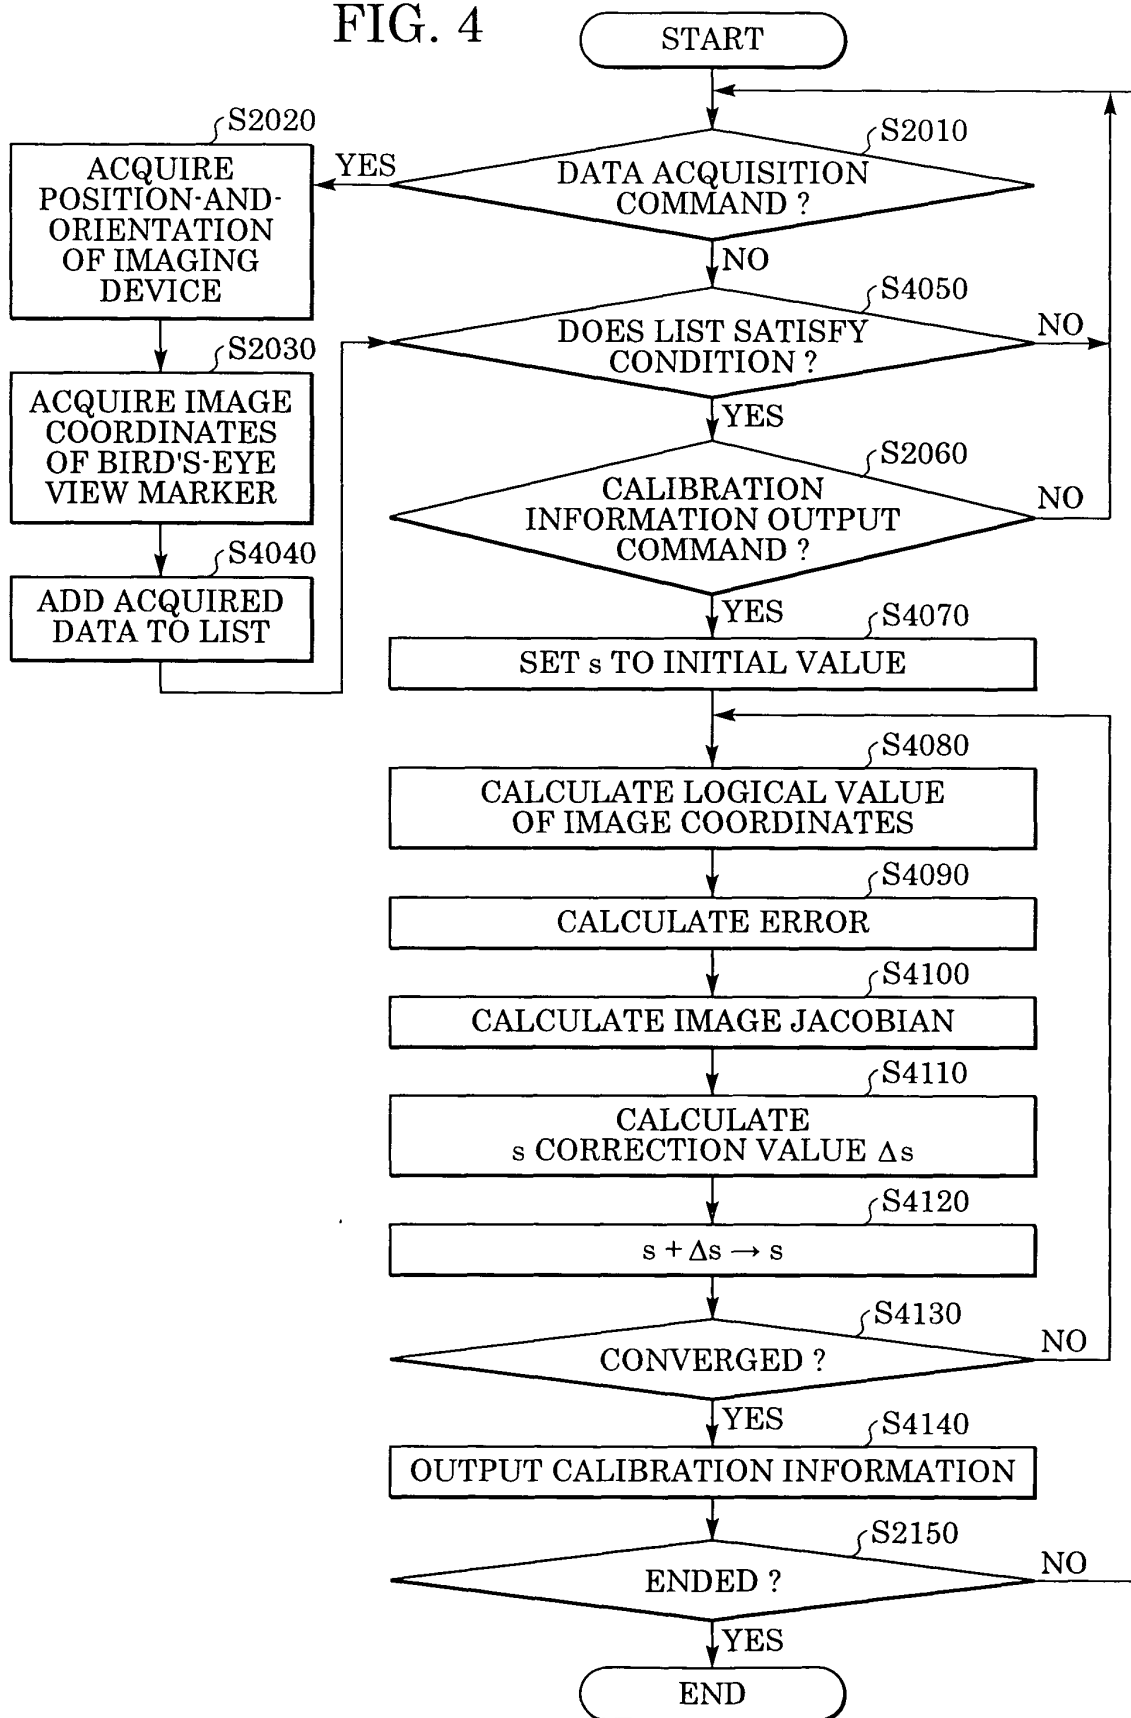 FIG. 4
START
S2010
DATA ACQUISITION
COMMAND ?
YES
NO
S2020
ACQUIRE
POSITION-AND-
ORIENTATION
OF IMAGING
DEVICE
S2030
ACQUIRE IMAGE
COORDINATES
OF BIRD'S-EYE
VIEW MARKER
S4040
ADD ACQUIRED
DATA TO LIST
S4050
DOES LIST SATISFY
CONDITION ?
NO
YES
S2060
CALIBRATION
INFORMATION OUTPUT
COMMAND ?
NO
YES
S4070
SET s TO INITIAL VALUE
S4080
CALCULATE LOGICAL VALUE
OF IMAGE COORDINATES
S4090
CALCULATE ERROR
S4100
CALCULATE IMAGE JACOBIAN
S4110
CALCULATE
s CORRECTION VALUE Δs
S4120
s + Δs → s
S4130
CONVERGED ?
NO
YES
S4140
OUTPUT CALIBRATION INFORMATION
S2150
ENDED ?
NO
YES
END